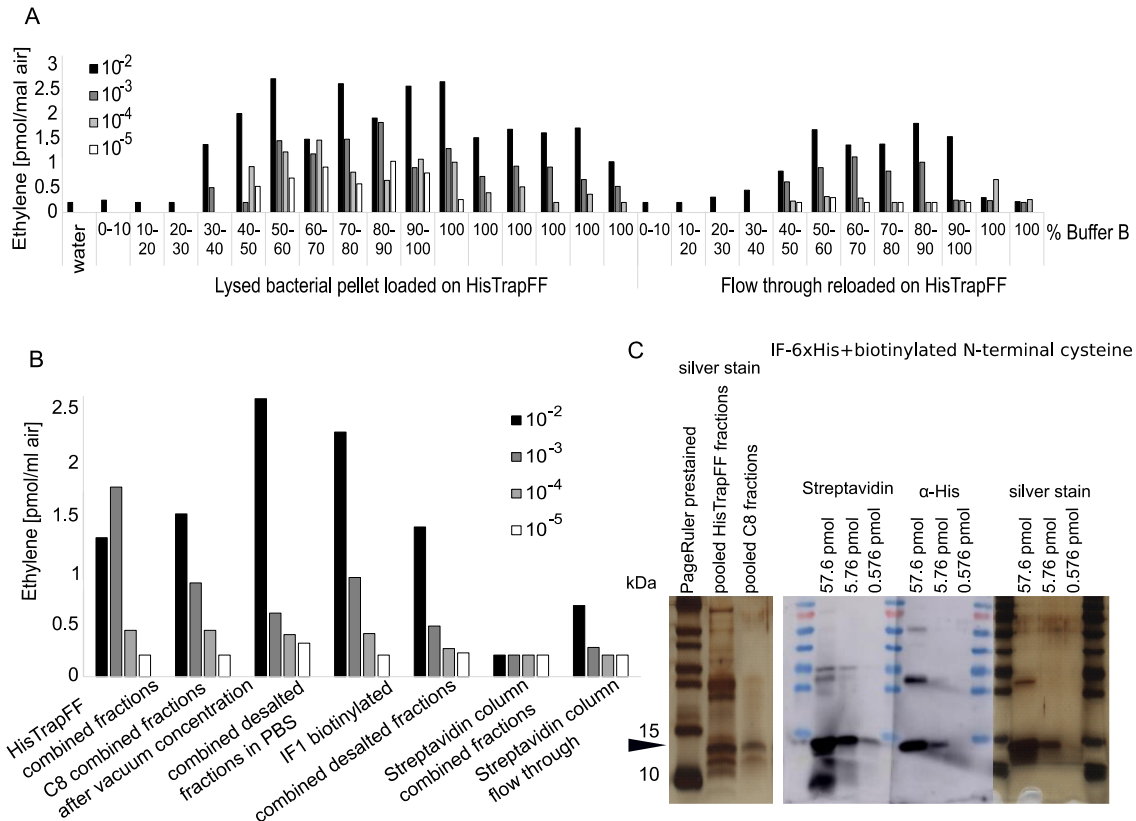 A
Ethylene [pmol/mal air]
3
2.5
2
1.5
1
0.5
0
10-2
10-3
10-4
10-5
water
0-10
10-
20
20-
30
30-
40
40-
50
50-
60
60-
70
70-
80
80-
90
90-
100
100
100
100
100
100
100
0-10
10-
20
20-
30
30-
40
40-
50
50-
60
60-
70
70-
80
80-
90
90-
100
100
100
% Buffer B
Lysed bacterial pellet loaded on HisTrapFF
Flow through reloaded on HisTrapFF
B
Ethylene [pmol/ml air]
2.5
2
1.5
1
0.5
0
10-2
10-3
10-4
10-5
HisTrapFF
combined fractions
C8 combined fractions
after vacuum concentration
combined desalted
fractions in PBS
IF1 biotinylated
combined desalted fractions
Streptavidin column
combined fractions
Streptavidin column
flow through
C
IF-6xHis+biotinylated N-terminal cysteine
silver stain
PageRuler prestained
pooled HisTrapFF fractions
pooled C8 fractions
Streptavidin
57.6 pmol
5.76 pmol
0.576 pmol
α-His
57.6 pmol
5.76 pmol
0.576 pmol
silver stain
57.6 pmol
5.76 pmol
0.576 pmol
kDa
15
10